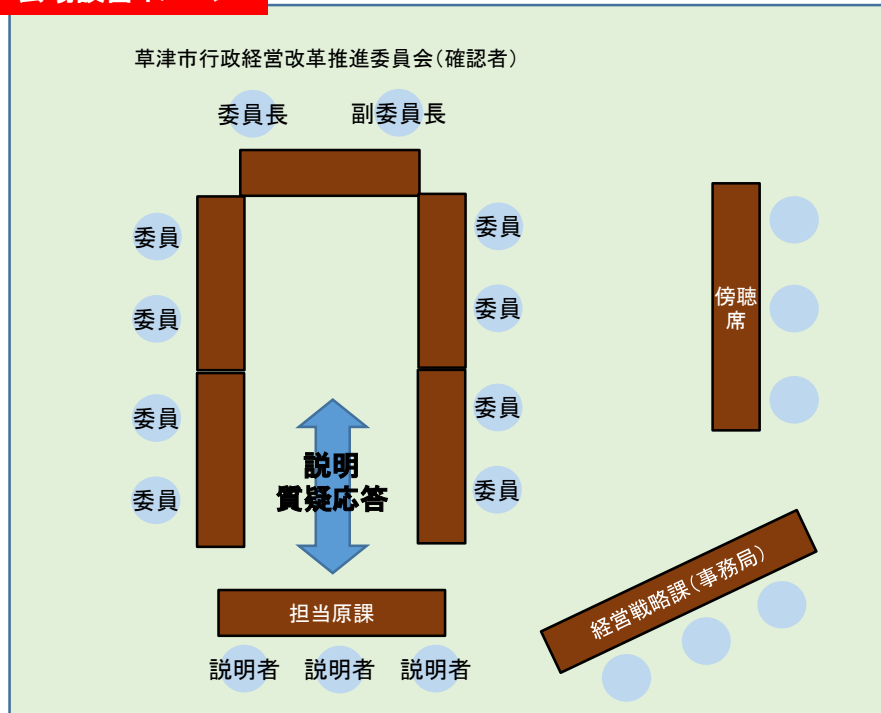 草津市行政経営改革推進委員会(確認者)
委員長
副委員長
委員
委員
委員
委員
委員
委員
委員
委員
傍聴
席
説明
質疑応答
担当原課
説明者
説明者
説明者
経営戦略課(事務局)